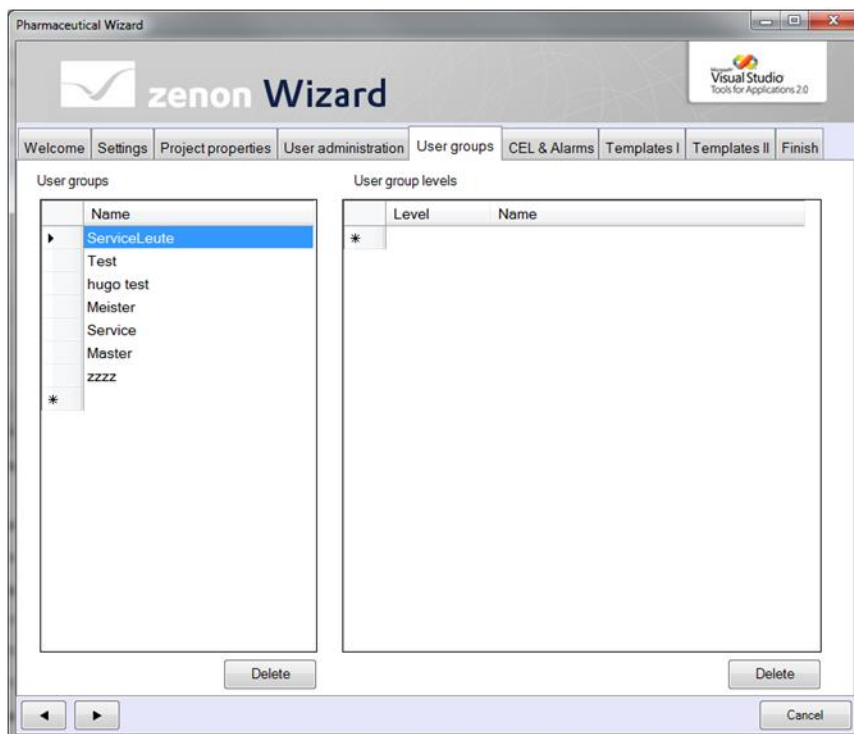 Pharmaceutical Wizard
zenon Wizard
Microsoft
Visual Studio
Tools for Applications 2.0
Welcome Settings Project properties User administration User groups CEL & Alarms Templates I Templates II Finish
User groups User group levels
Name Level Name
ServiceLeute
Test
hugo test
Meister
Service
Master
zzzz
Delete Delete
Cancel